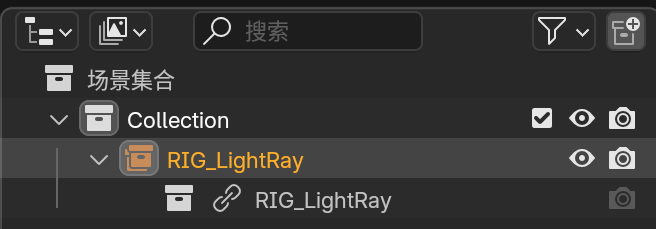 搜索
场景集合
Collection
RIG_LightRay
RIG_LightRay